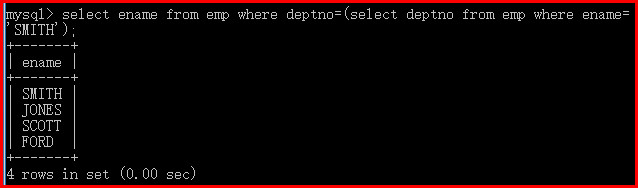 mysql> select ename from emp where deptno=(select deptno from emp where ename=
'SMITH');
+-------+
| ename |
+-------+
| SMITH |
| JONES |
| SCOTT |
| FORD  |
+-------+
4 rows in set (0.00 sec)